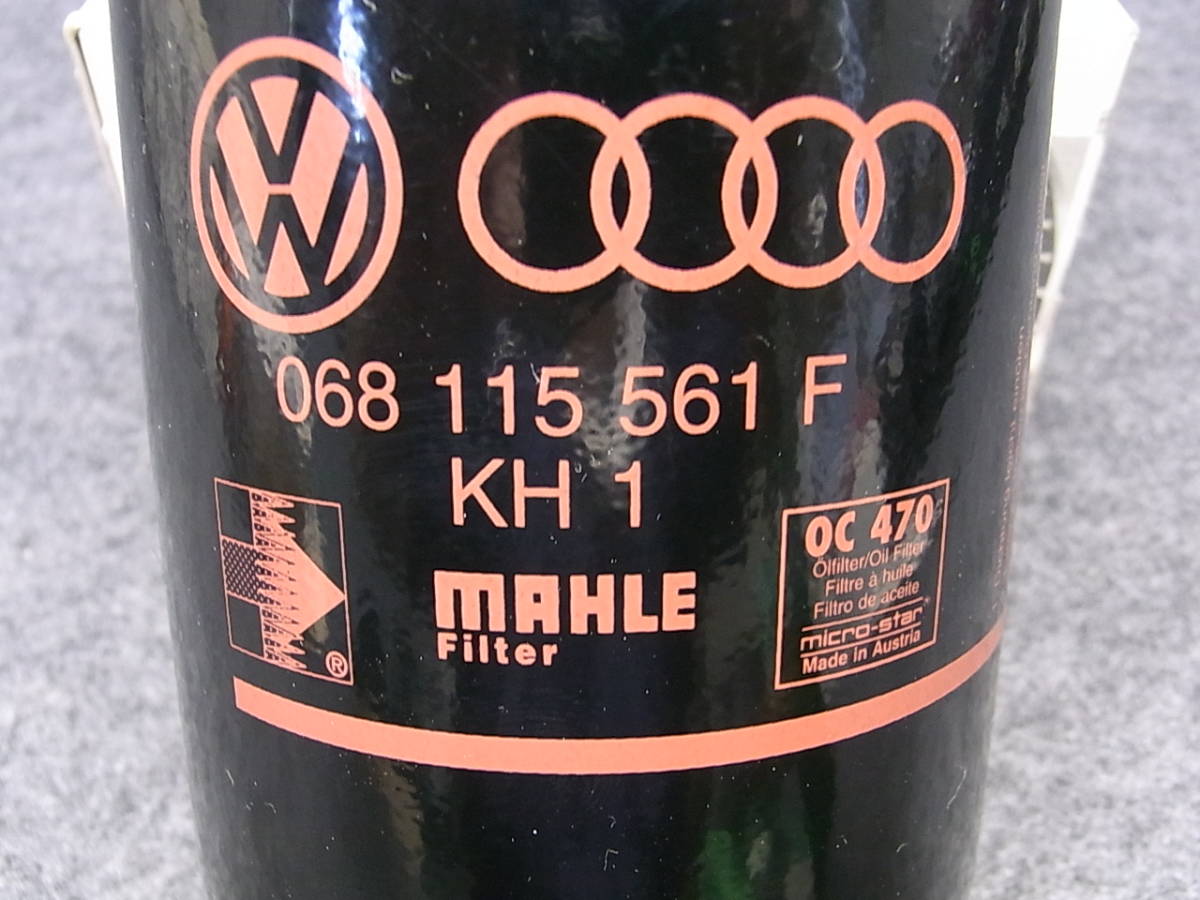 068 115 561 F
KH 1
MAHLE
Filter
®
OC 470
Ölfilter/Oil Filter
Filtre à huile
Filtro de aceite
micro-star
Made in Austria